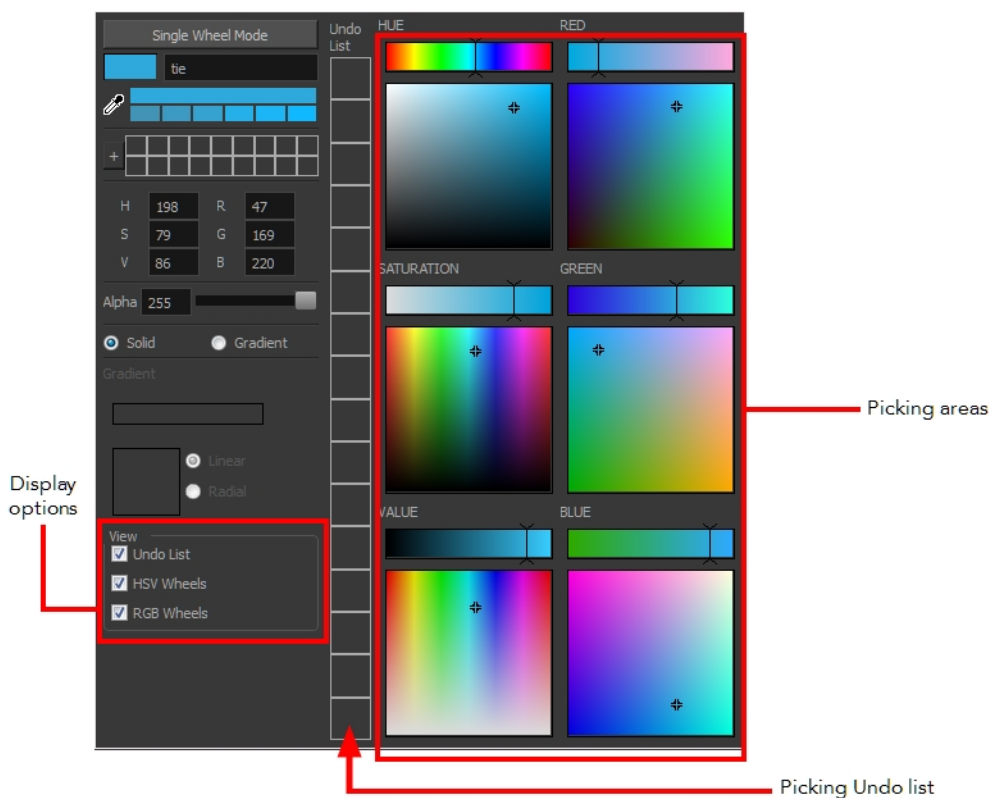 Single Wheel Mode
tie
+
H 198 R 47
S 79 G 169
V 86 B 220
Alpha 255
Solid Gradient
Gradient
Linear
Radial
View
Undo List
HSV Wheels
RGB Wheels
Undo
List
HUE
RED
SATURATION
GREEN
VALUE
BLUE
Display
options
Picking areas
Picking Undo list